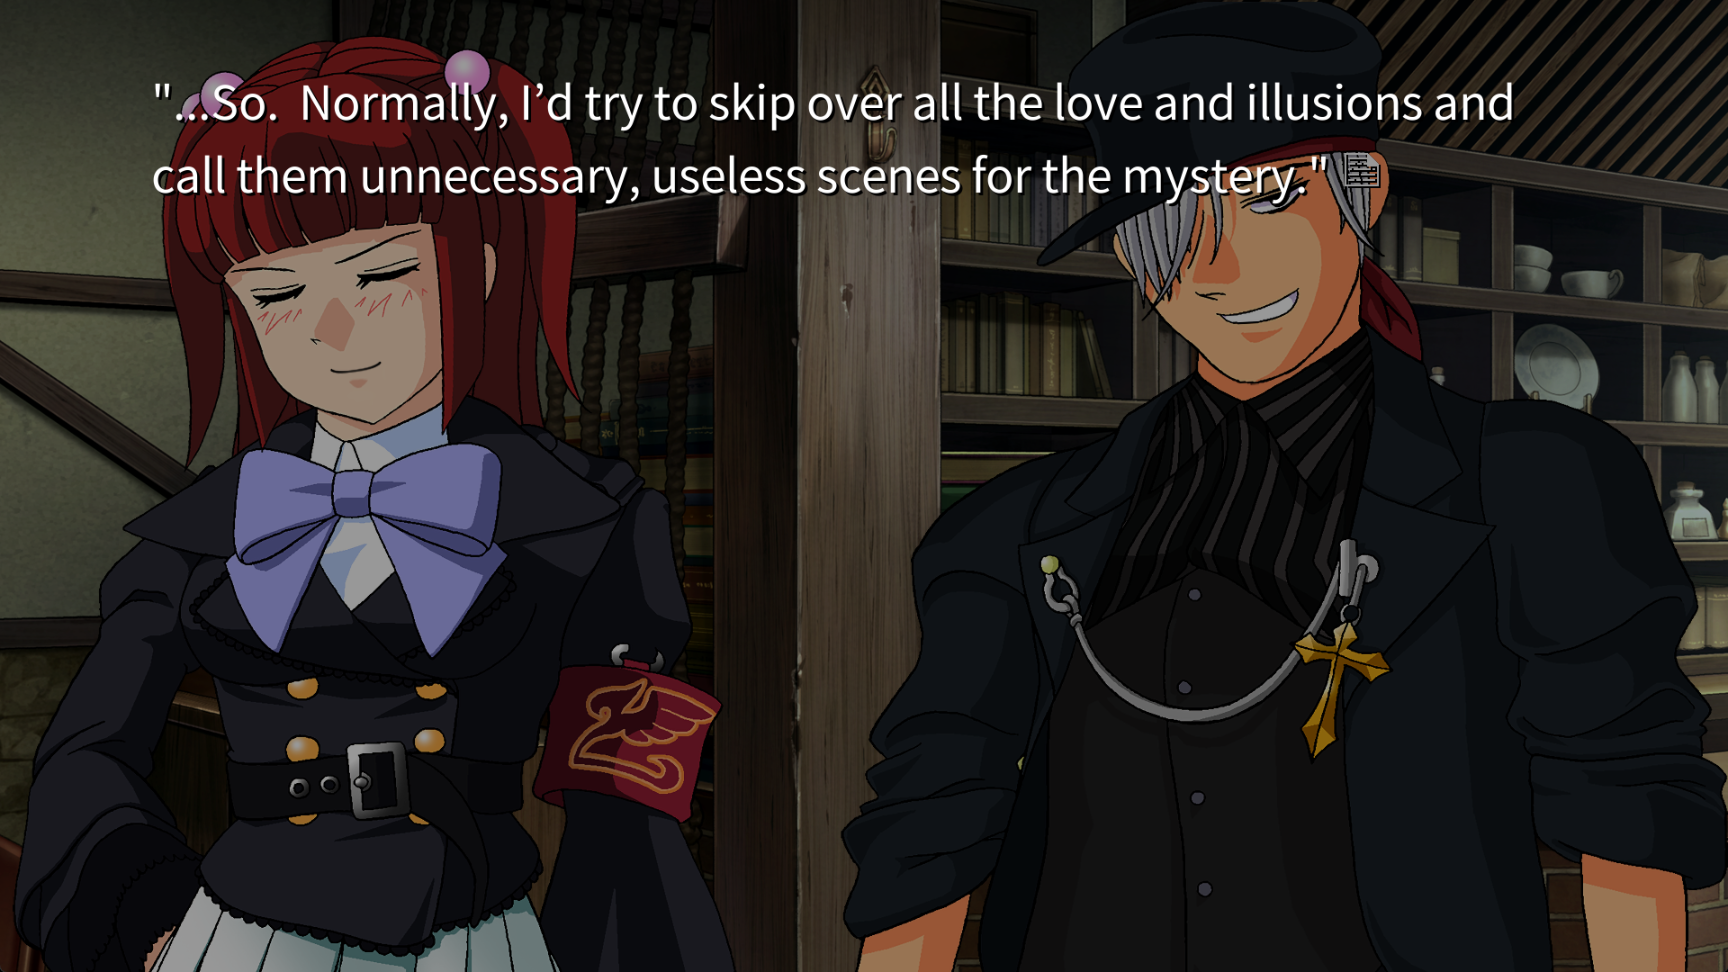 "...So.  Normally, I’d try to skip over all the love and illusions and
call them unnecessary, useless scenes for the mystery."